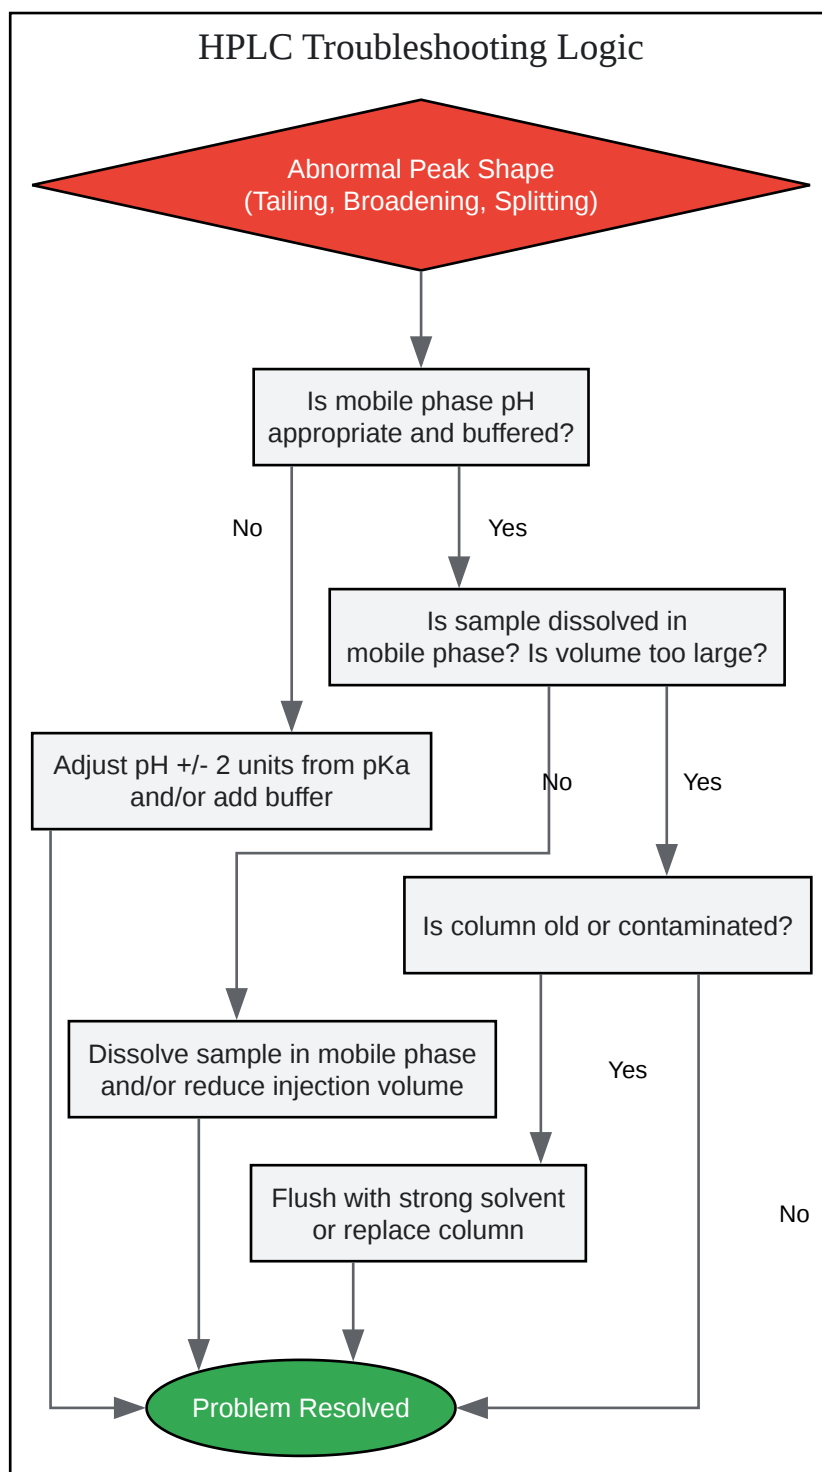 HPLC Troubleshooting Logic
Abnormal Peak Shape
(Tailing, Broadening, Splitting)
Is mobile phase pH
appropriate and buffered?
No
Yes
Is sample dissolved in
mobile phase? Is volume too large?
Adjust pH +/- 2 units from pKa
and/or add buffer
No
Yes
Is column old or contaminated?
Dissolve sample in mobile phase
and/or reduce injection volume
Yes
Flush with strong solvent
or replace column
No
Problem Resolved